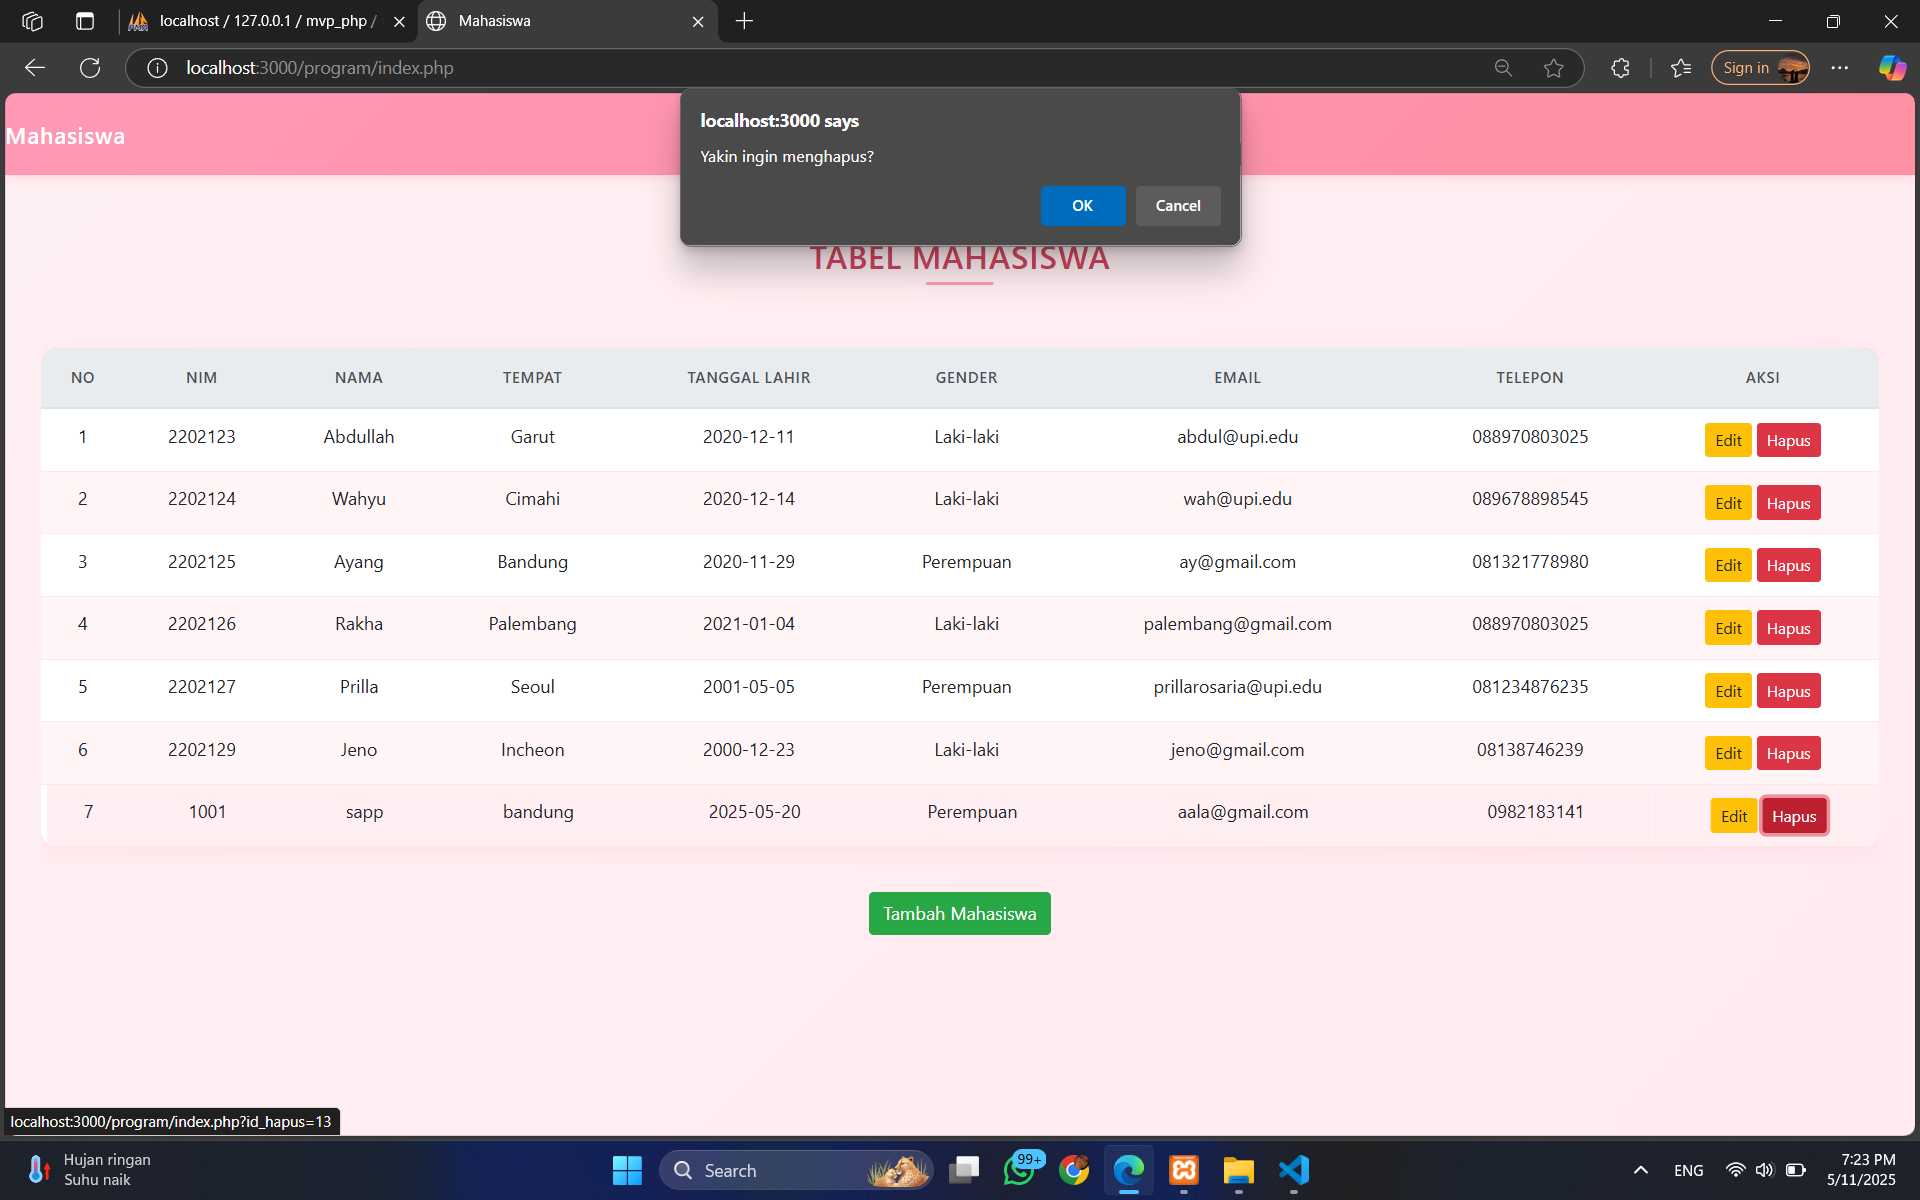 localhost / 127.0.0.1 / mvp_php /
Mahasiswa
localhost:3000/program/index.php
Sign in
Mahasiswa
localhost:3000 says
Yakin ingin menghapus?
OK Cancel
TABEL MAHASISWA
NO NIM NAMA TEMPAT TANGGAL LAHIR GENDER EMAIL TELEPON AKSI
1 2202123 Abdullah Garut 2020-12-11 Laki-laki abdul@upi.edu 088970803025 Edit Hapus
2 2202124 Wahyu Cimahi 2020-12-14 Laki-laki wah@upi.edu 089678898545 Edit Hapus
3 2202125 Ayang Bandung 2020-11-29 Perempuan ay@gmail.com 081321778980 Edit Hapus
4 2202126 Rakha Palembang 2021-01-04 Laki-laki palembang@gmail.com 088970803025 Edit Hapus
5 2202127 Prilla Seoul 2001-05-05 Perempuan prillarosaria@upi.edu 081234876235 Edit Hapus
6 2202129 Jeno Incheon 2000-12-23 Laki-laki jeno@gmail.com 08138746239 Edit Hapus
7 1001 sapp bandung 2025-05-20 Perempuan aala@gmail.com 0982183141 Edit Hapus
Tambah Mahasiswa
localhost:3000/program/index.php?id_hapus=13
Hujan ringan
Suhu naik
Search
99+
ENG
7:23 PM
5/11/2025